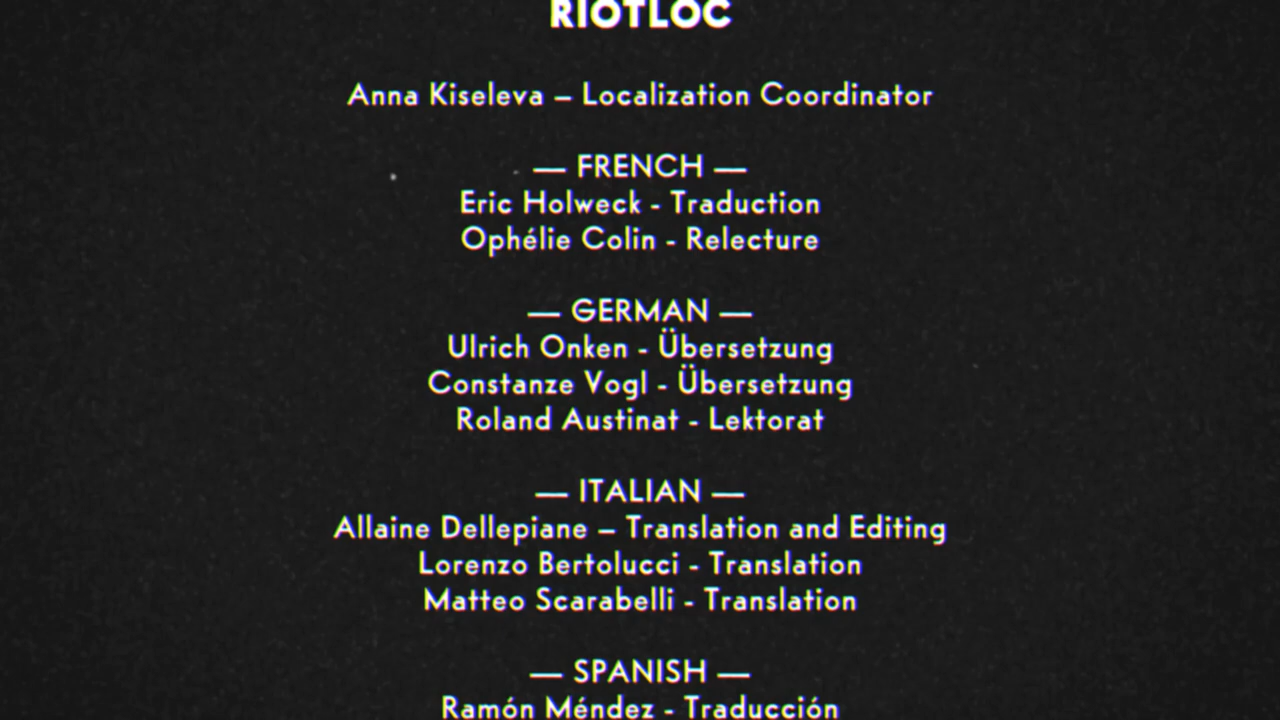 RIOTLOC
Anna Kiseleva – Localization Coordinator
— FRENCH —
Eric Holweck - Traduction
Ophélie Colin - Relecture
— GERMAN —
Ulrich Onken - Übersetzung
Constanze Vogl - Übersetzung
Roland Austinat - Lektorat
— ITALIAN —
Allaine Dellepiane – Translation and Editing
Lorenzo Bertolucci - Translation
Matteo Scarabelli - Translation
— SPANISH —
Ramón Méndez - Traducción